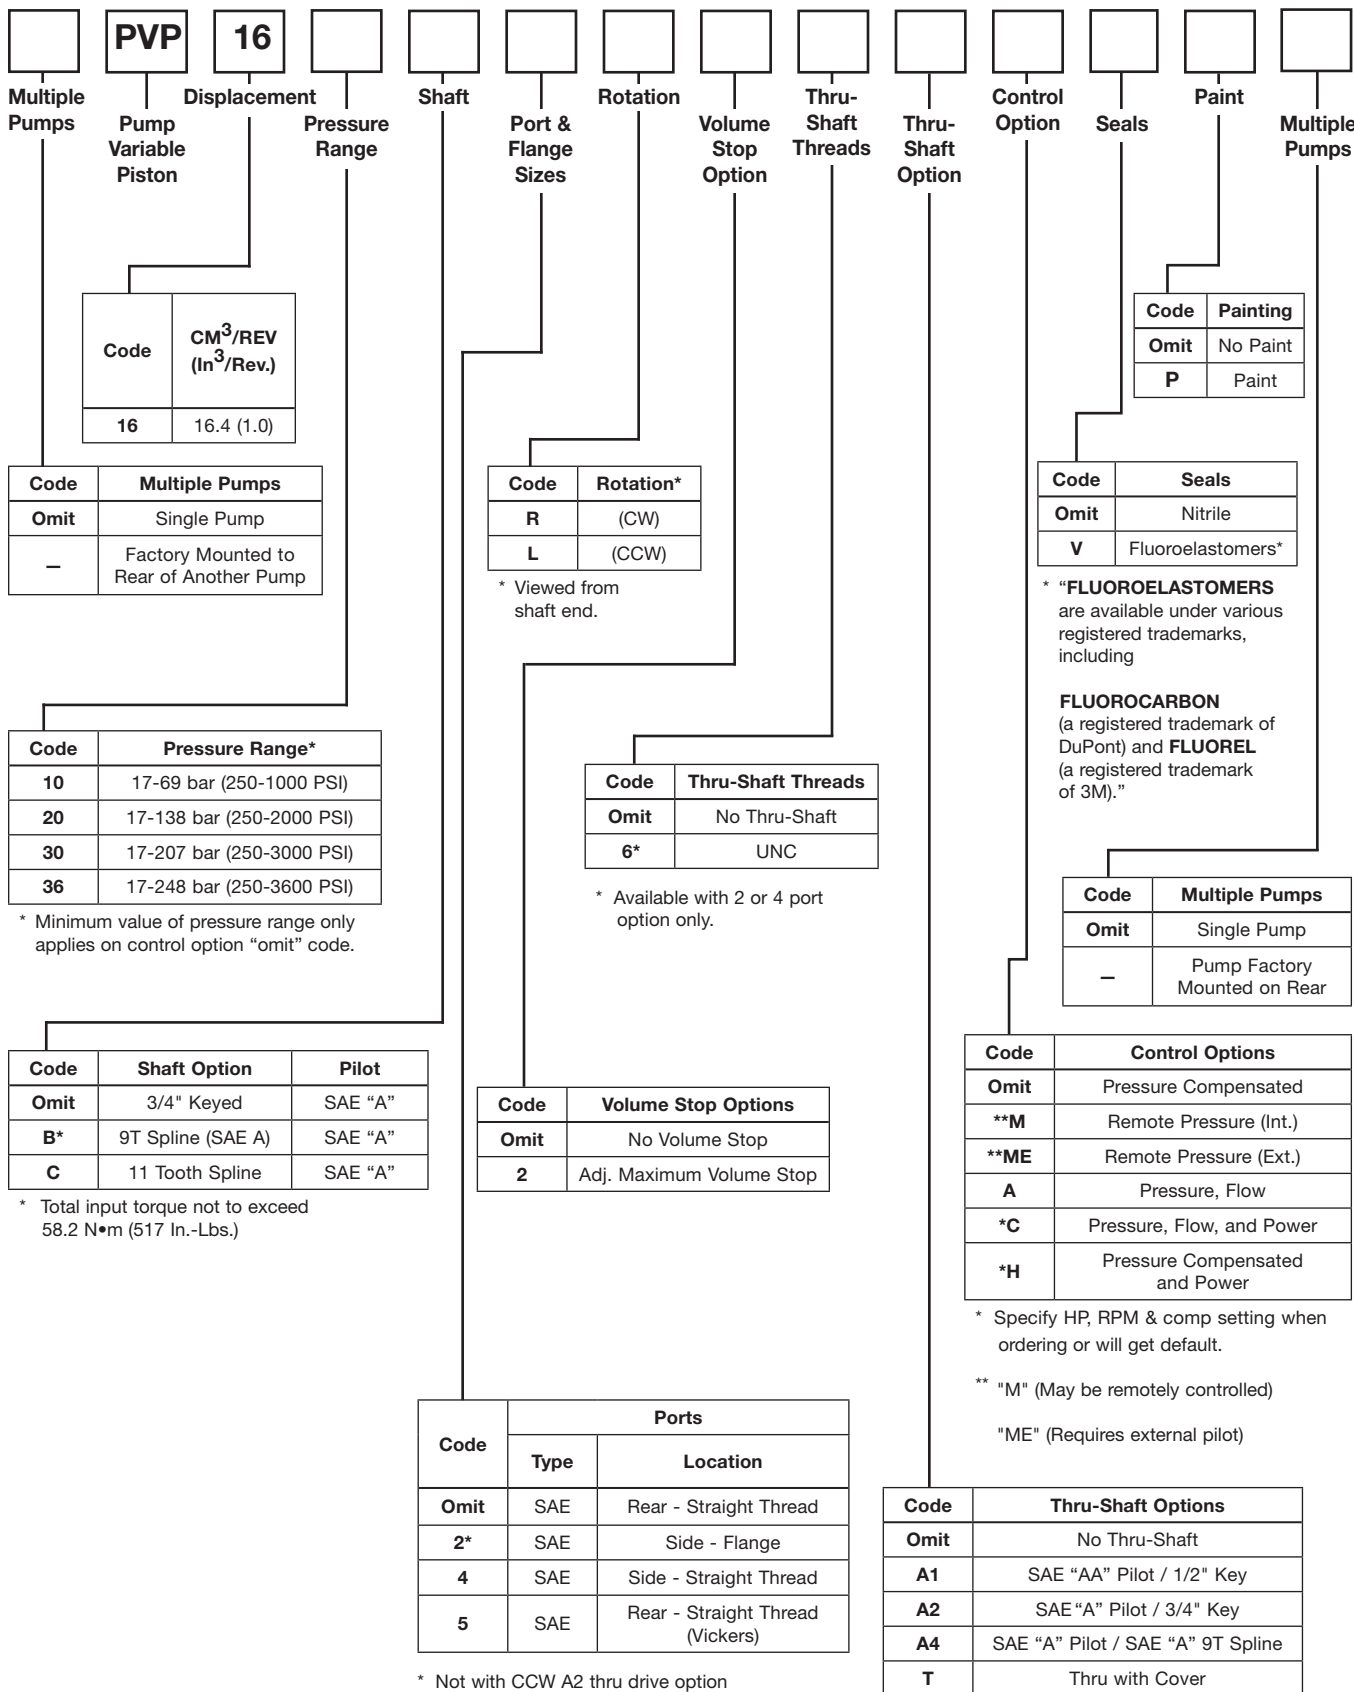 PVP 16
Multiple Pumps
Pump Variable Piston
Displacement
Pressure Range
Shaft
Port & Flange Sizes
Rotation
Volume Stop Option
Thru-Shaft Threads
Thru-Shaft Option
Control Option
Seals
Paint
Multiple Pumps
Code CM3/REV (In3/Rev.)
16 16.4 (1.0)
Code Painting
Omit No Paint
P Paint
Code Multiple Pumps
Omit Single Pump
– Factory Mounted to Rear of Another Pump
Code Rotation*
R (CW)
L (CCW)
* Viewed from
shaft end.
Code Seals
Omit Nitrile
V Fluoroelastomers*
* “FLUOROELASTOMERS
are available under various
registered trademarks,
including
FLUOROCARBON
(a registered trademark of
DuPont) and FLUOREL
(a registered trademark
of 3M).”
Code Pressure Range*
10 17-69 bar (250-1000 PSI)
20 17-138 bar (250-2000 PSI)
30 17-207 bar (250-3000 PSI)
36 17-248 bar (250-3600 PSI)
* Minimum value of pressure range only
applies on control option “omit” code.
Code Thru-Shaft Threads
Omit No Thru-Shaft
6* UNC
* Available with 2 or 4 port
option only.
Code Multiple Pumps
Omit Single Pump
– Pump Factory Mounted on Rear
Code Shaft Option Pilot
Omit 3/4" Keyed SAE “A”
B* 9T Spline (SAE A) SAE “A”
C 11 Tooth Spline SAE “A”
* Total input torque not to exceed
58.2 N•m (517 In.-Lbs.)
Code Volume Stop Options
Omit No Volume Stop
2 Adj. Maximum Volume Stop
Code Control Options
Omit Pressure Compensated
**M Remote Pressure (Int.)
**ME Remote Pressure (Ext.)
A Pressure, Flow
*C Pressure, Flow, and Power
*H Pressure Compensated and Power
* Specify HP, RPM & comp setting when
ordering or will get default.
** "M" (May be remotely controlled)
"ME" (Requires external pilot)
Code Ports
Type Location
Omit SAE Rear - Straight Thread
2* SAE Side - Flange
4 SAE Side - Straight Thread
5 SAE Rear - Straight Thread (Vickers)
* Not with CCW A2 thru drive option
Code Thru-Shaft Options
Omit No Thru-Shaft
A1 SAE “AA” Pilot / 1/2" Key
A2 SAE “A” Pilot / 3/4" Key
A4 SAE “A” Pilot / SAE “A” 9T Spline
T Thru with Cover